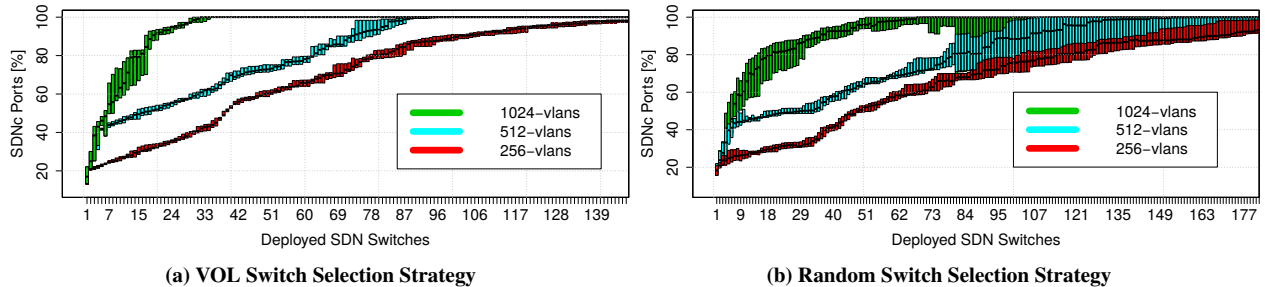 SDNc Ports [%]
100
80
60
40
20
1024−vlans
512−vlans
256−vlans
1 7 15 24 33 42 51 60 69 78 87 96 106 117 128 139
Deployed SDN Switches
(a) VOL Switch Selection Strategy
SDNc Ports [%]
100
80
60
40
20
1024−vlans
512−vlans
256−vlans
1 9 18 29 40 51 62 73 84 95 107 121 135 149 163 177
Deployed SDN Switches
(b) Random Switch Selection Strategy